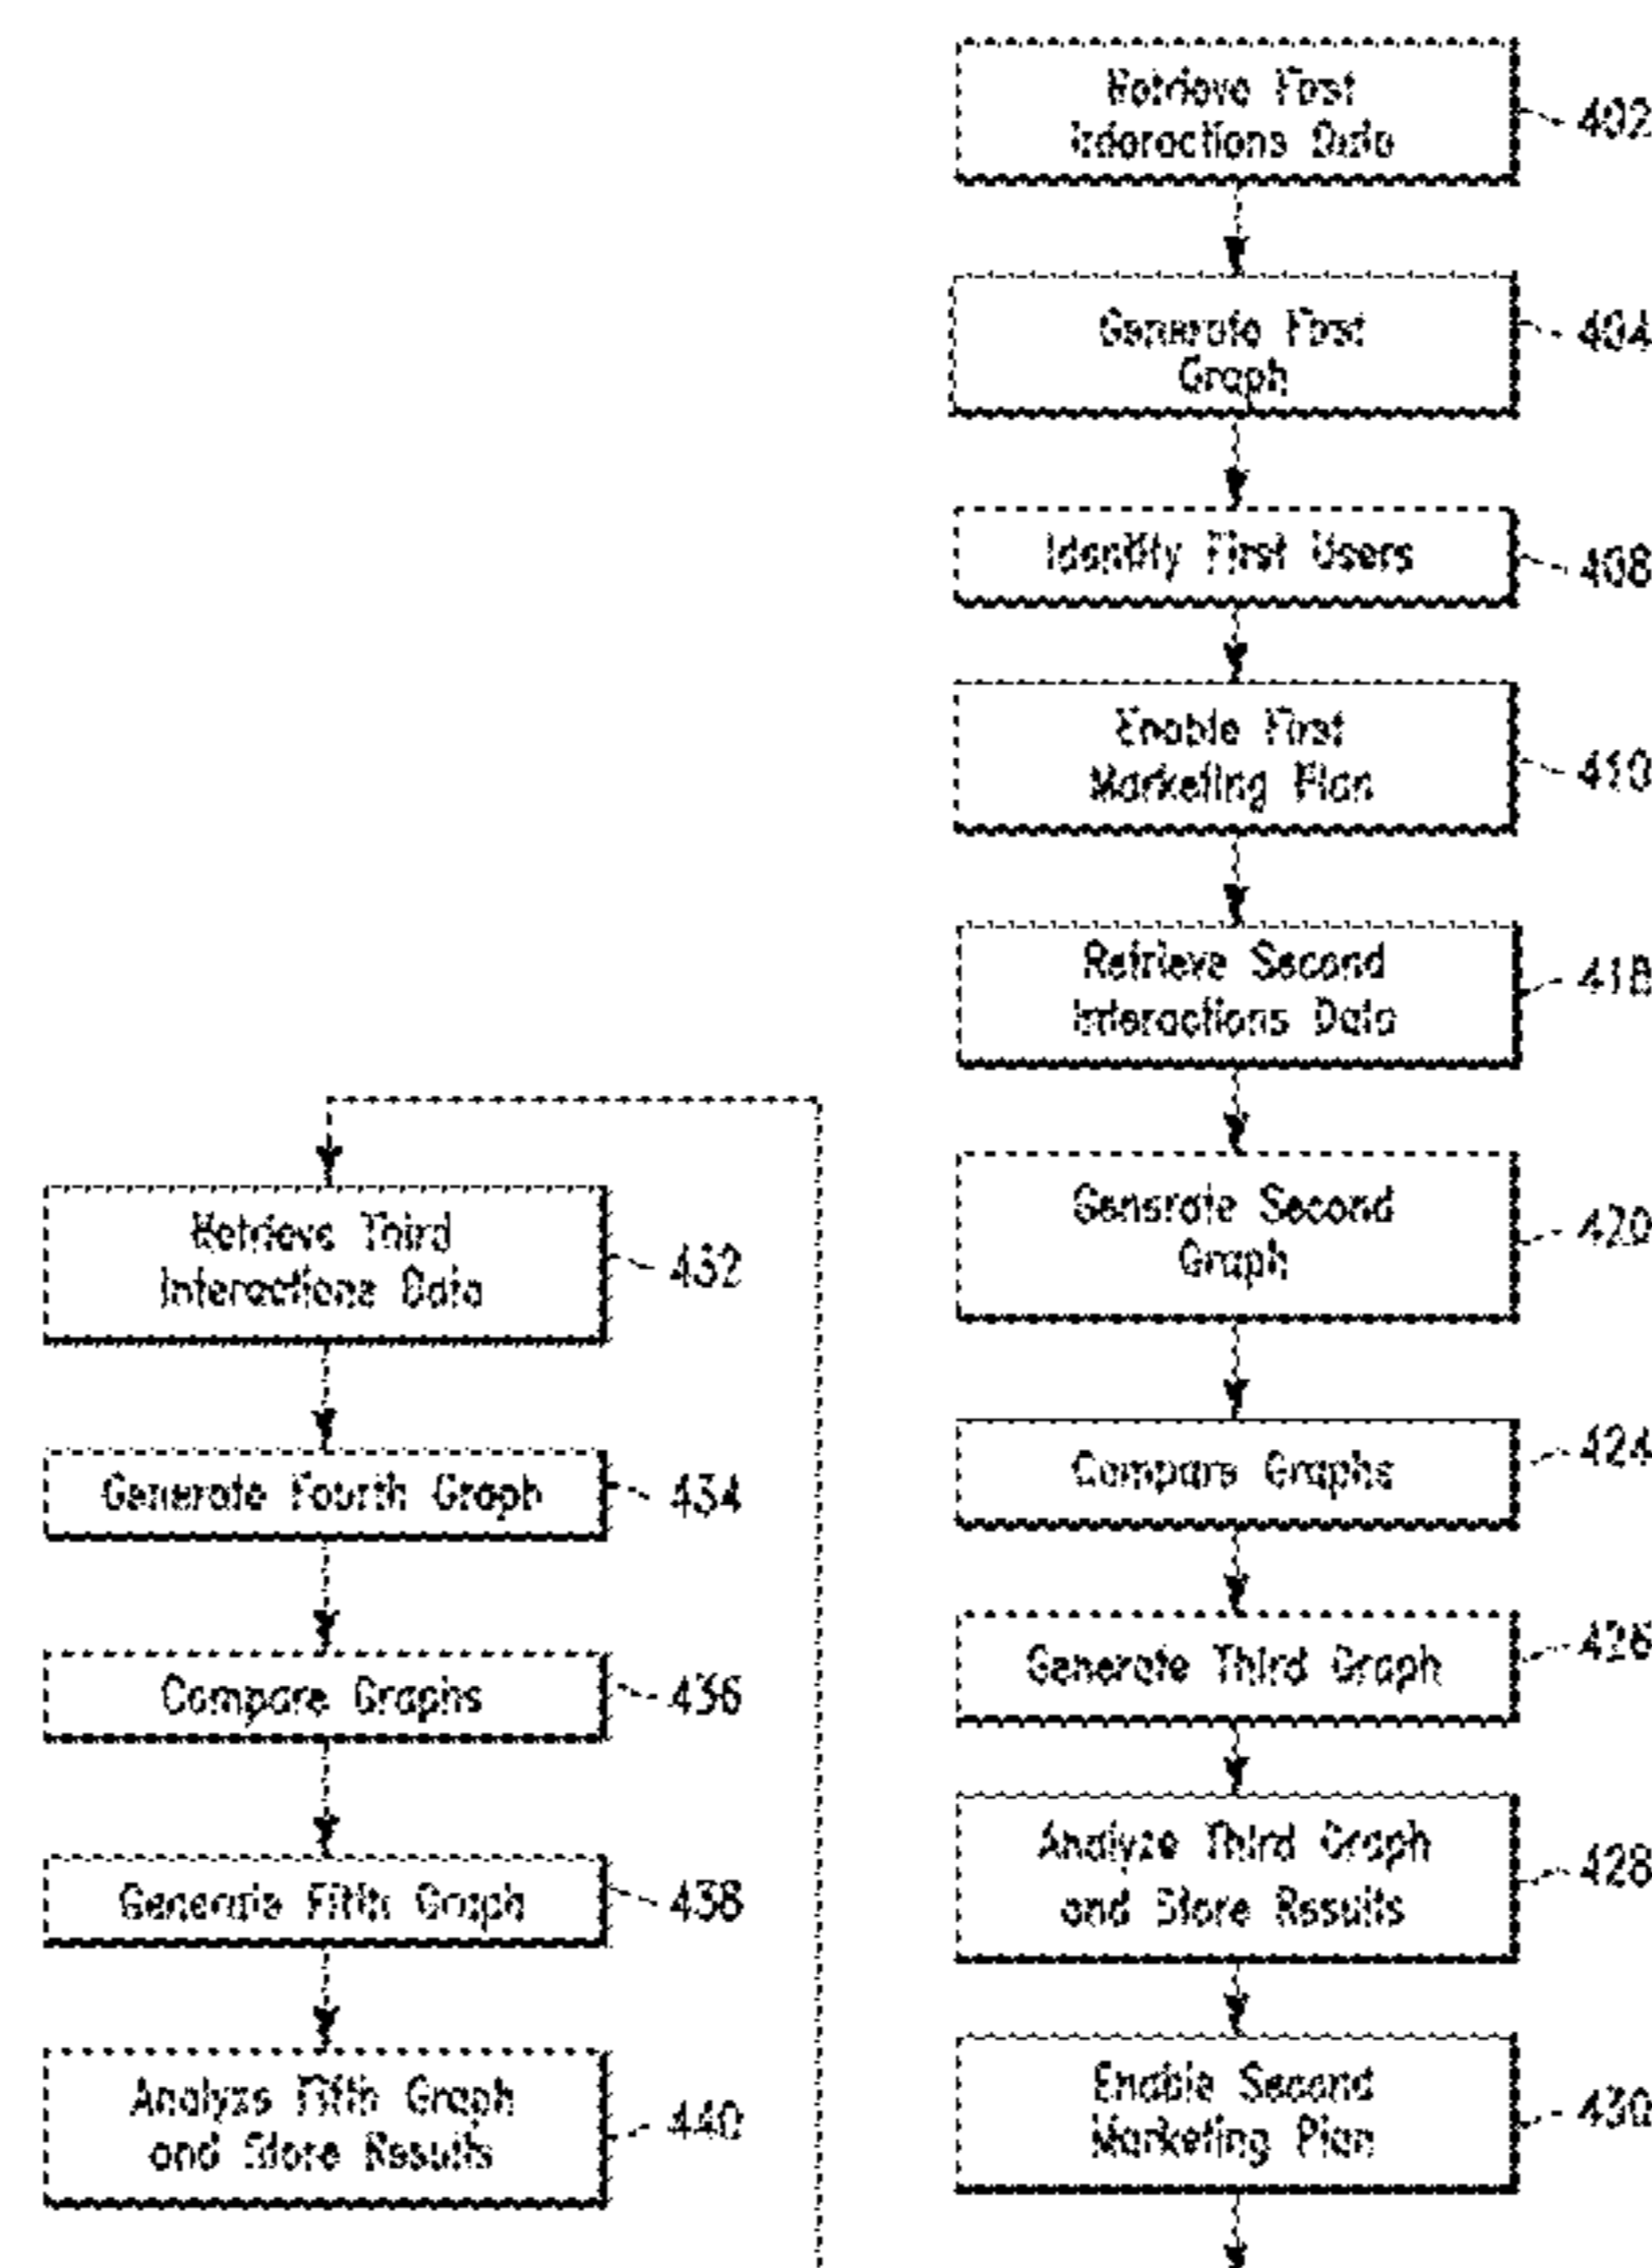 Retrieve First
Interactions Data
402
Generate First
Graph
404
Identify First Users
408
Enable First
Marketing Plan
410
Retrieve Second
Interactions Data
418
Generate Second
Graph
420
Compare Graphs
424
Generate Third Graph
426
Analyze Third Graph
and Store Results
428
Enable Second
Marketing Plan
430
Retrieve Third
Interactions Data
432
Generate Fourth Graph
434
Compare Graphs
436
Generate Fifth Graph
438
Analyze Fifth Graph
and Store Results
440